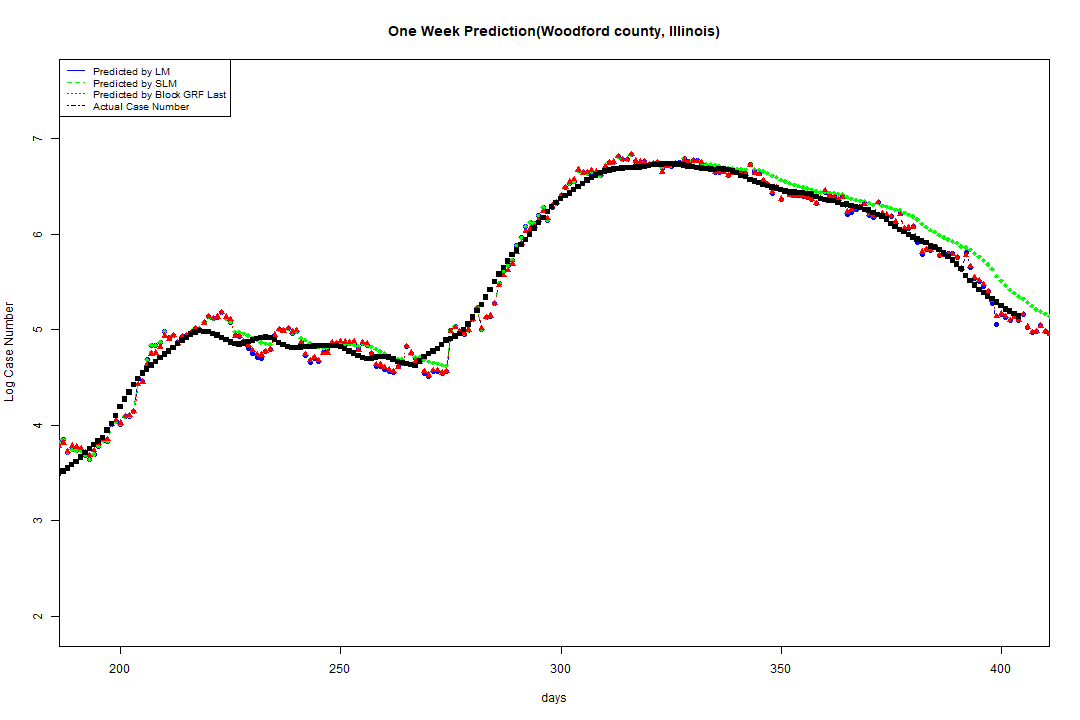 One Week Prediction(Woodford county, Illinois)
Predicted by LM
Predicted by SLM
Predicted by Block GRF Last
Actual Case Number
7
6
5
4
3
2
Log Case Number
200 250 300 350 400
days